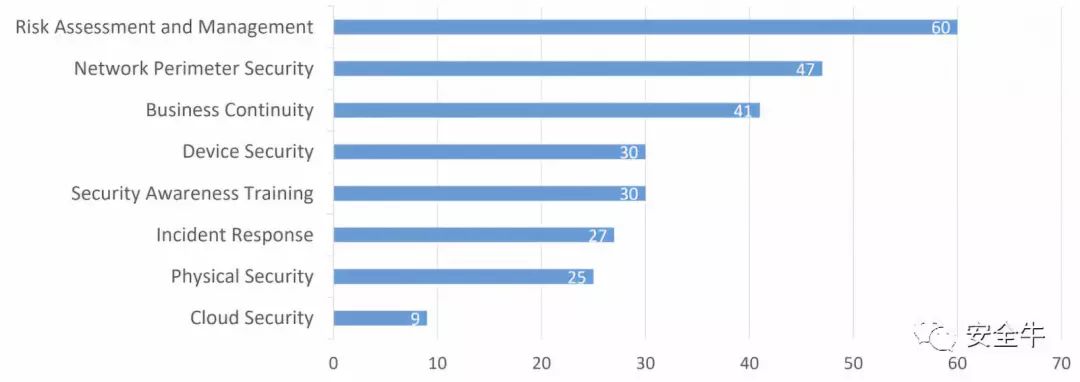 Risk Assessment and Management 60
Network Perimeter Security 47
Business Continuity 41
Device Security 30
Security Awareness Training 30
Incident Response 27
Physical Security 25
Cloud Security 9
安全牛
0 10 20 30 40 50 60 70